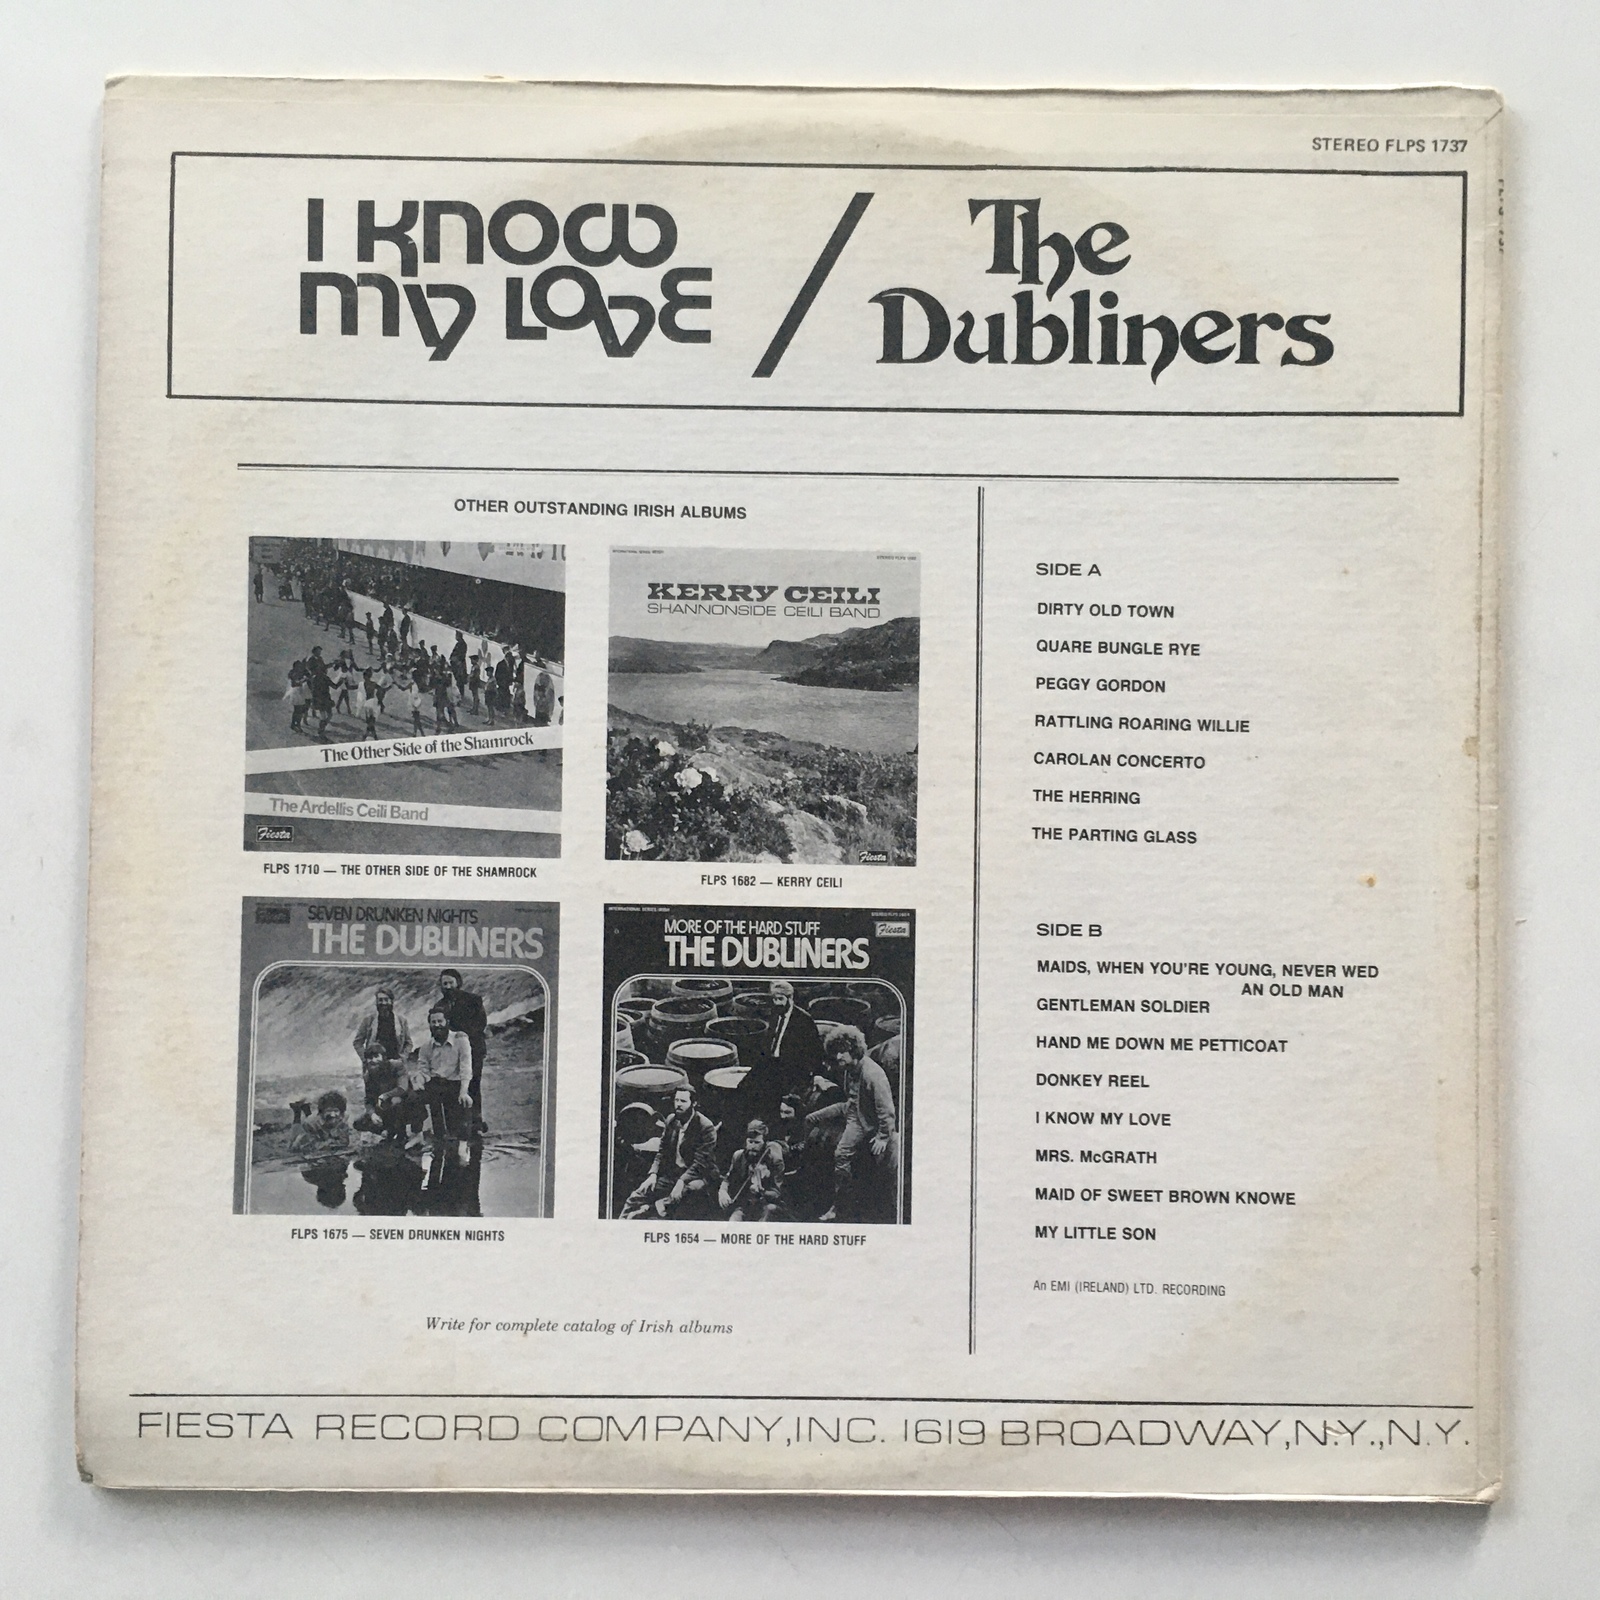 STEREO FLPS 1737
I KNOW
MY LOVE
/
The
Dubliners
OTHER OUTSTANDING IRISH ALBUMS
The Other Side of the Shamrock
The Ardellis Ceili Band
Fiesta
FLPS 1710 — THE OTHER SIDE OF THE SHAMROCK
KERRY CEILI
SHANNONSIDE CEILI BAND
Fiesta
FLPS 1682 — KERRY CEILI
SEVEN DRUNKEN NIGHTS
THE DUBLINERS
FLPS 1675 — SEVEN DRUNKEN NIGHTS
MORE OF THE HARD STUFF
THE DUBLINERS
Fiesta
FLPS 1654 — MORE OF THE HARD STUFF
Write for complete catalog of Irish albums
SIDE A
DIRTY OLD TOWN
QUARE BUNGLE RYE
PEGGY GORDON
RATTLING ROARING WILLIE
CAROLAN CONCERTO
THE HERRING
THE PARTING GLASS
SIDE B
MAIDS, WHEN YOU'RE YOUNG, NEVER WED
AN OLD MAN
GENTLEMAN SOLDIER
HAND ME DOWN ME PETTICOAT
DONKEY REEL
I KNOW MY LOVE
MRS. McGRATH
MAID OF SWEET BROWN KNOWE
MY LITTLE SON
An EMI (IRELAND) LTD. RECORDING
FIESTA RECORD COMPANY, INC. 1619 BROADWAY, N.Y., N.Y.